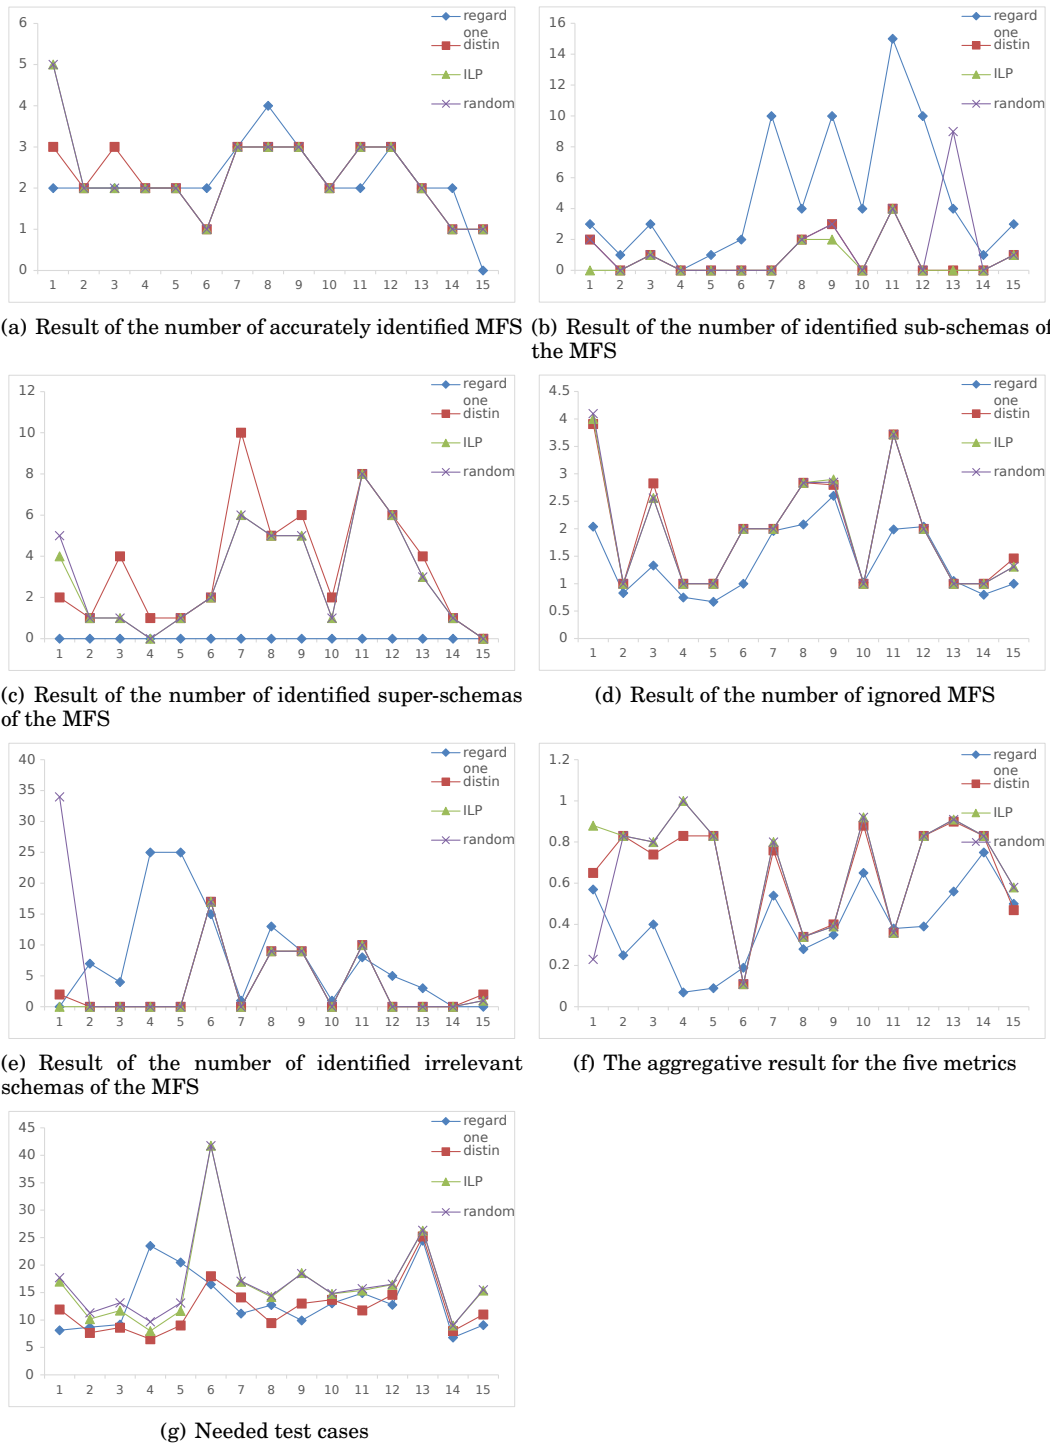 6
5
4
3
2
1
0
1 2 3 4 5 6 7 8 9 10 11 12 13 14 15
regard
one
distin
ILP
random
(a) Result of the number of accurately identified MFS
16
14
12
10
8
6
4
2
0
1 2 3 4 5 6 7 8 9 10 11 12 13 14 15
regard
one
distin
ILP
random
(b) Result of the number of identified sub-schemas of
the MFS
12
10
8
6
4
2
0
1 2 3 4 5 6 7 8 9 10 11 12 13 14 15
regard
one
distin
ILP
random
(c) Result of the number of identified super-schemas
of the MFS
4.5
4
3.5
3
2.5
2
1.5
1
0.5
0
1 2 3 4 5 6 7 8 9 10 11 12 13 14 15
regard
one
distin
ILP
random
(d) Result of the number of ignored MFS
40
35
30
25
20
15
10
5
0
1 2 3 4 5 6 7 8 9 10 11 12 13 14 15
regard
one
distin
ILP
random
(e) Result of the number of identified irrelevant
schemas of the MFS
1.2
1
0.8
0.6
0.4
0.2
0
1 2 3 4 5 6 7 8 9 10 11 12 13 14 15
regard
one
distin
ILP
random
(f) The aggregative result for the five metrics
45
40
35
30
25
20
15
10
5
0
1 2 3 4 5 6 7 8 9 10 11 12 13 14 15
regard
one
distin
ILP
random
(g) Needed test cases